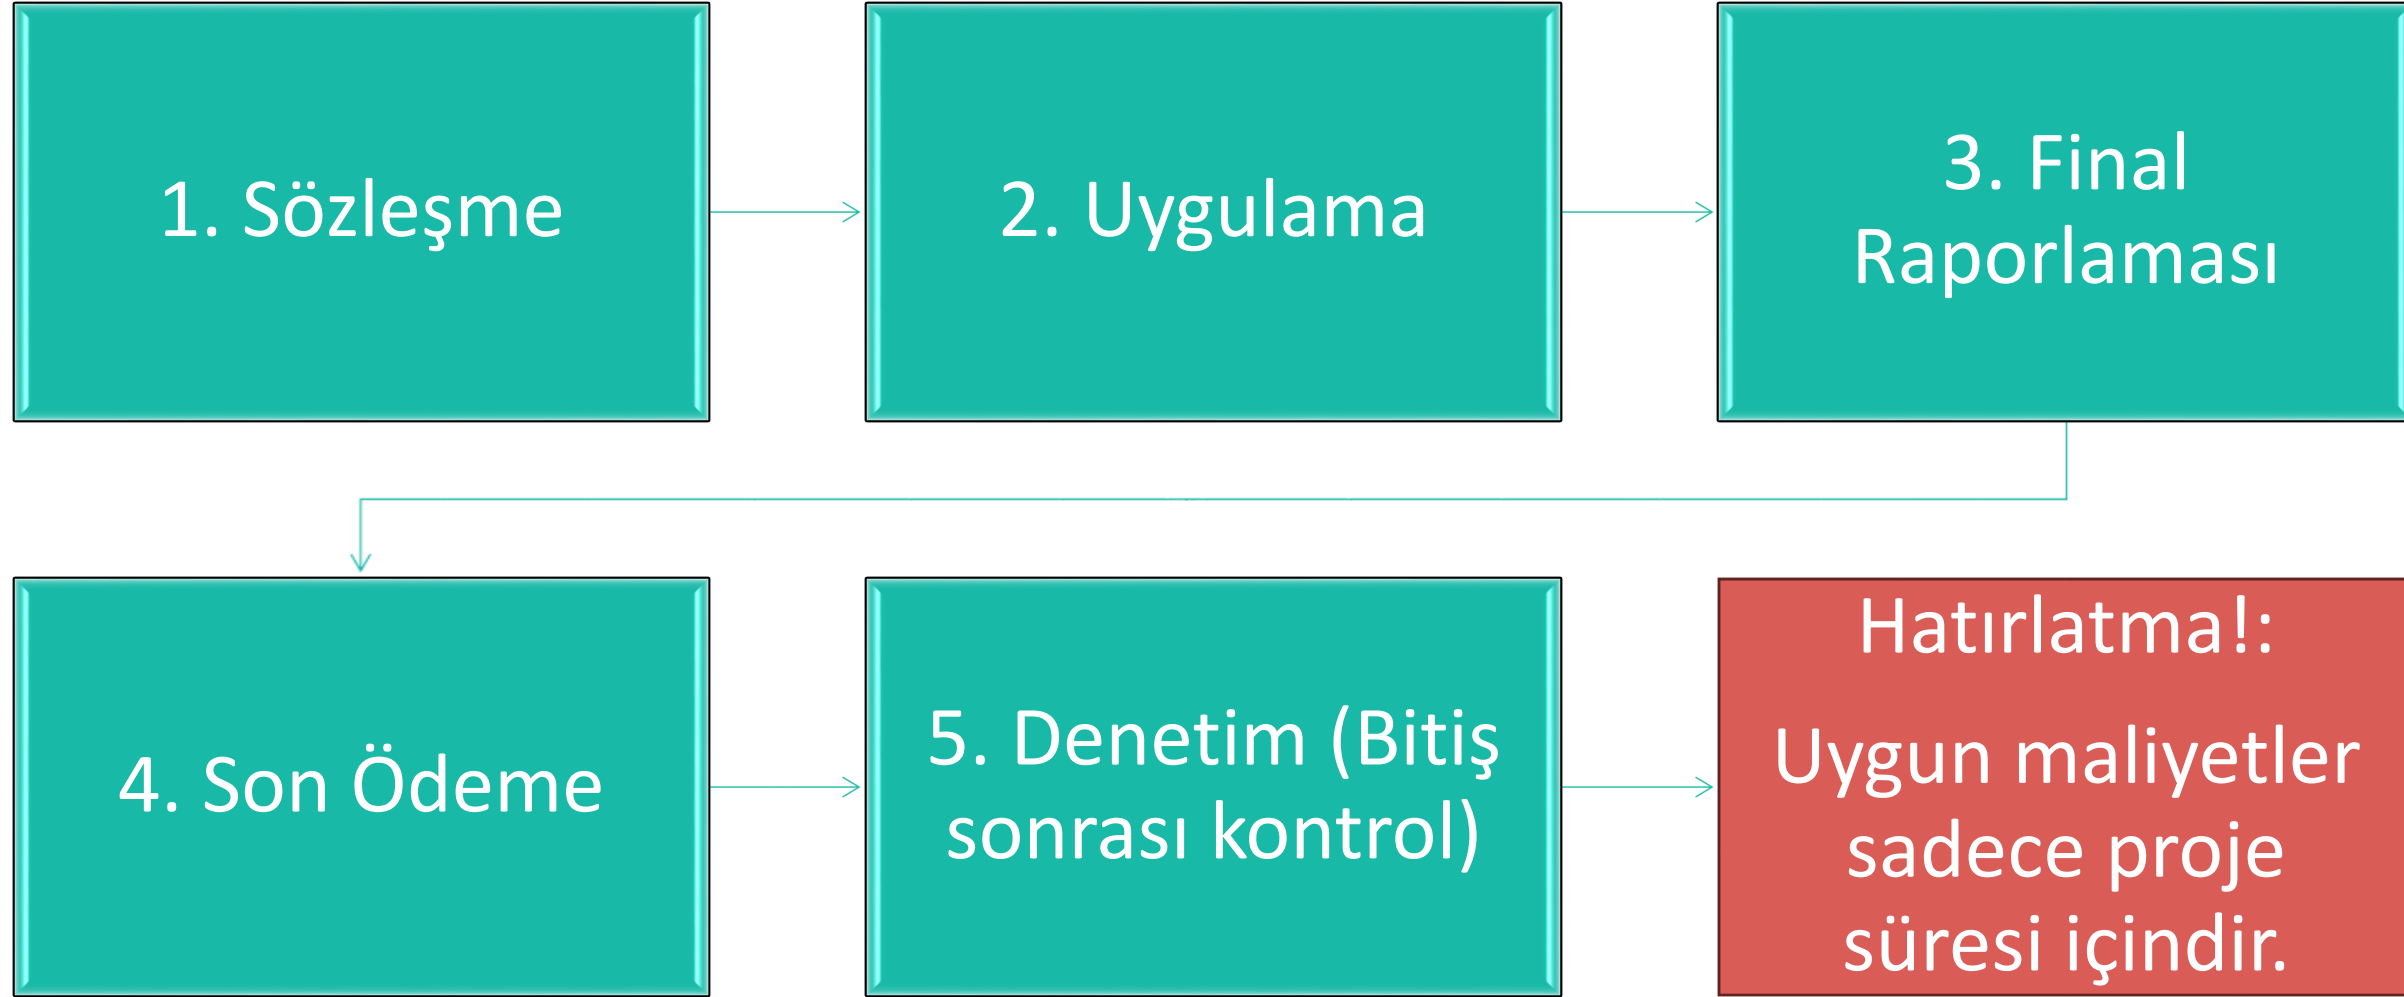 1. Sözleşme
2. Uygulama
3. Final
Raporlaması
4. Son Ödeme
5. Denetim (Bitiş
sonrası kontrol)
Hatırlatma!:
Uygun maliyetler
sadece proje
süresi içindir.